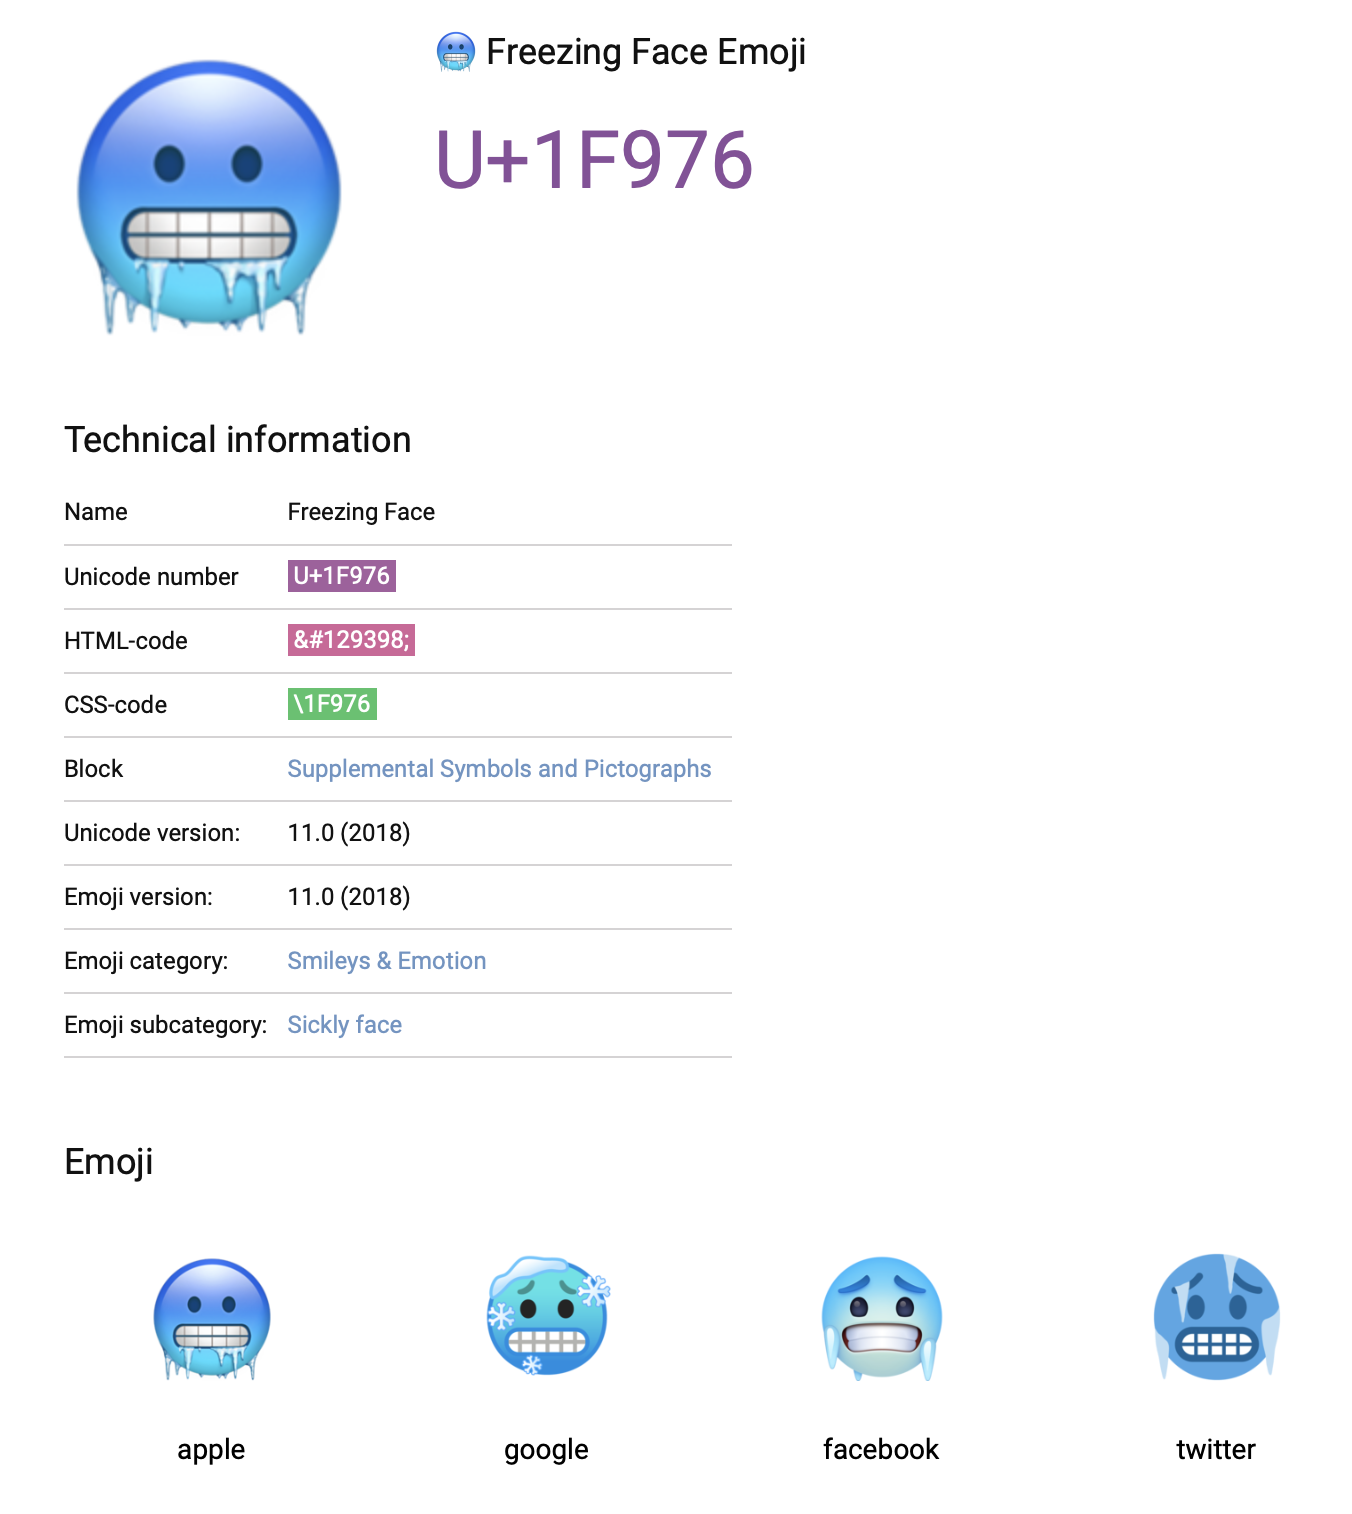 🥶 Freezing Face Emoji
U+1F976
Technical information
Name Freezing Face
Unicode number U+1F976
HTML-code &#129398;
CSS-code \1F976
Block Supplemental Symbols and Pictographs
Unicode version: 11.0 (2018)
Emoji version: 11.0 (2018)
Emoji category: Smileys & Emotion
Emoji subcategory: Sickly face
Emoji
apple google facebook twitter